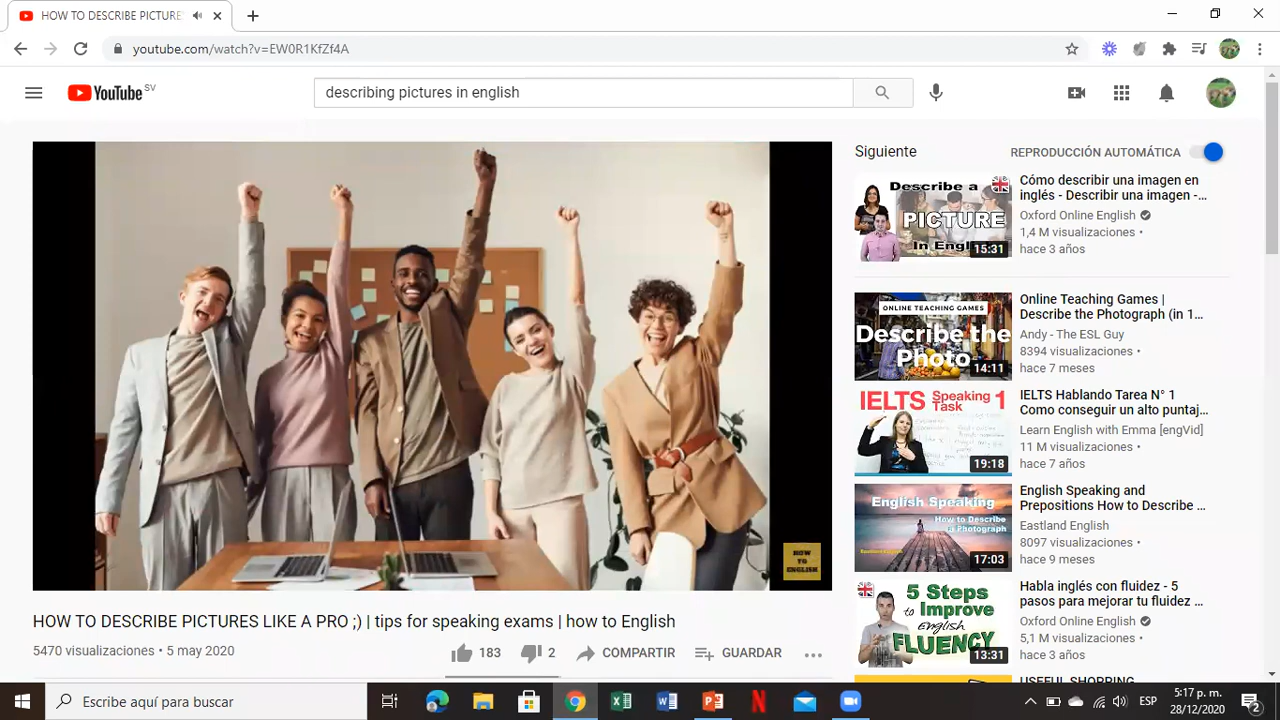 HOW TO DESCRIBE PICTURE
youtube.com/watch?v=EW0R1KfZf4A
YouTube SV
describing pictures in english
HOW
TO
ENGLISH
HOW TO DESCRIBE PICTURES LIKE A PRO ;) | tips for speaking exams | how to English
5470 visualizaciones • 5 may 2020
183
2
COMPARTIR
GUARDAR
Siguiente
REPRODUCCIÓN AUTOMÁTICA
Describe a
PICTURE
In Engl
15:31
Cómo describir una imagen en
inglés - Describir una imagen -...
Oxford Online English
1,4 M visualizaciones •
hace 3 años
ONLINE TEACHING GAMES
Describe the
Photo
14:11
Online Teaching Games |
Describe the Photograph (in 1...
Andy - The ESL Guy
8394 visualizaciones •
hace 7 meses
IELTS Speaking 1
Task
19:18
IELTS Hablando Tarea N° 1
Como conseguir un alto puntaj...
Learn English with Emma [engVid]
11 M visualizaciones •
hace 7 años
English Speaking
How to Describe
a Photograph
17:03
English Speaking and
Prepositions How to Describe ...
Eastland English
8097 visualizaciones •
hace 9 meses
5 Steps
to Improve
english
FLUENCY
13:31
Habla inglés con fluidez - 5
pasos para mejorar tu fluidez ...
Oxford Online English
5,1 M visualizaciones •
hace 3 años
USEFUL SHOPPING
Escribe aquí para buscar
ESP
5:17 p. m.
28/12/2020
2